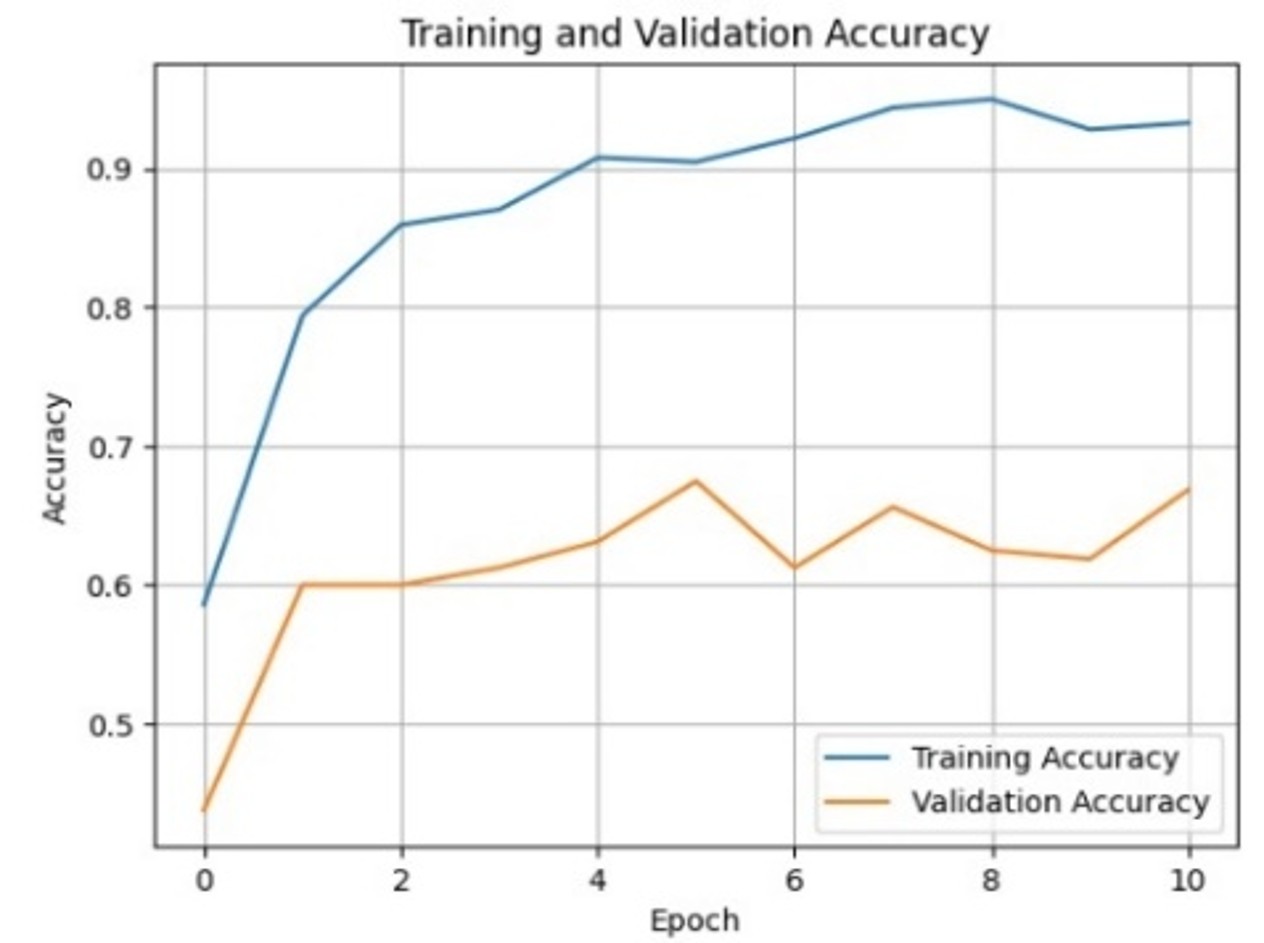 Training and Validation Accuracy
0.9
0.8
0.7
0.6
0.5
Accuracy
Training Accuracy
Validation Accuracy
0 2 4 6 8 10
Epoch